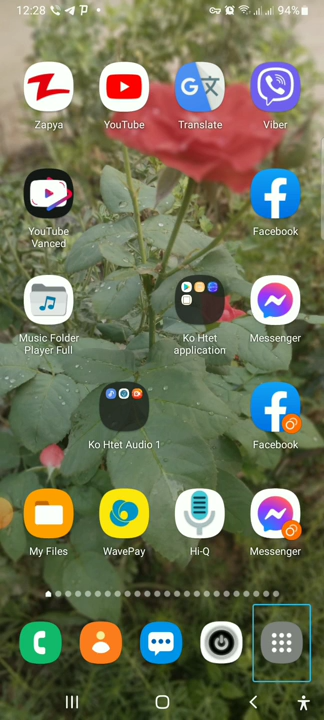 12:28
94%
Zapya
YouTube
Translate
Viber
YouTube
Vanced
Facebook
Music Folder
Player Full
Ko Htet
application
Messenger
Ko Htet Audio 1
Facebook
My Files
WavePay
Hi-Q
Messenger